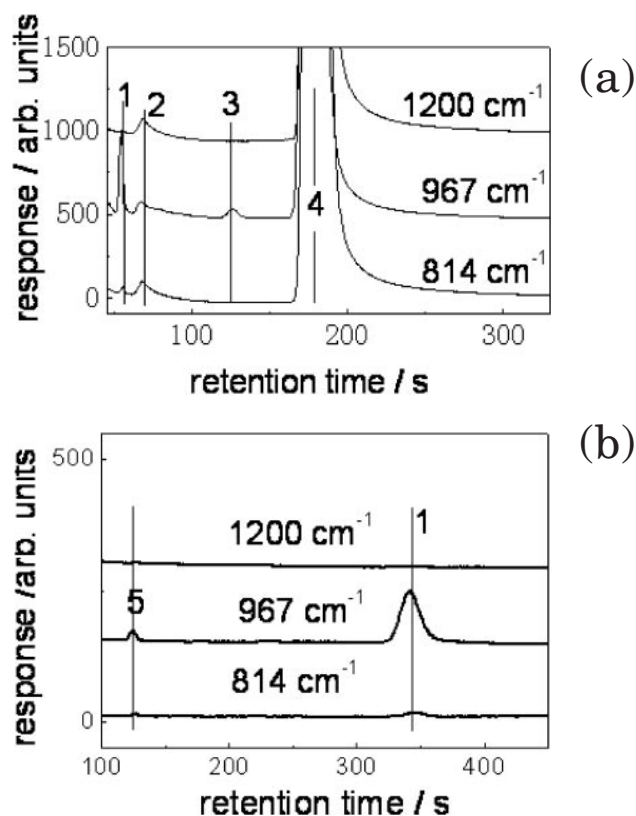 (a)
response / arb. units
1500
1000
500
0
1 2 3
4
1200 cm⁻¹
967 cm⁻¹
814 cm⁻¹
100 200 300
retention time / s
(b)
response /arb. units
500
0
1
1200 cm⁻¹
5
967 cm⁻¹
814 cm⁻¹
100 200 300 400
retention time / s